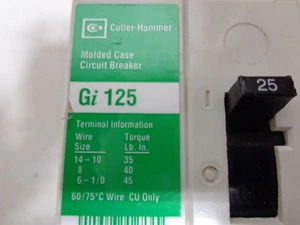 Cutler-Hammer
Molded Case
Circuit Breaker
Gi 125
25
Terminal Information
Wire Torque
Size Lb. In.
14-10 35
8 40
6-1/0 45
60/75°C Wire CU Only